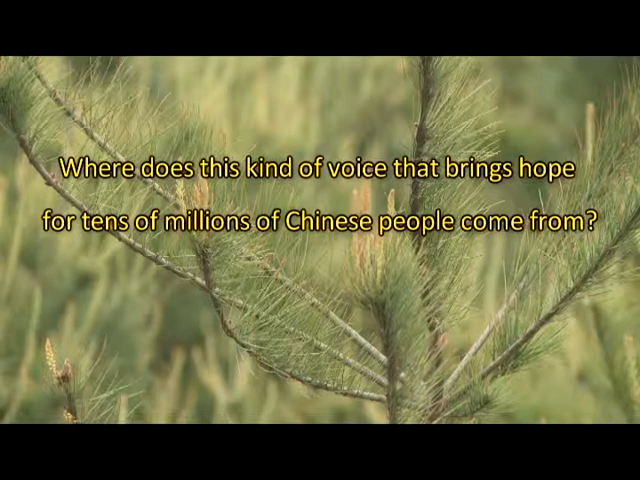 Where does this kind of voice that brings hope
for tens of millions of Chinese people come from?